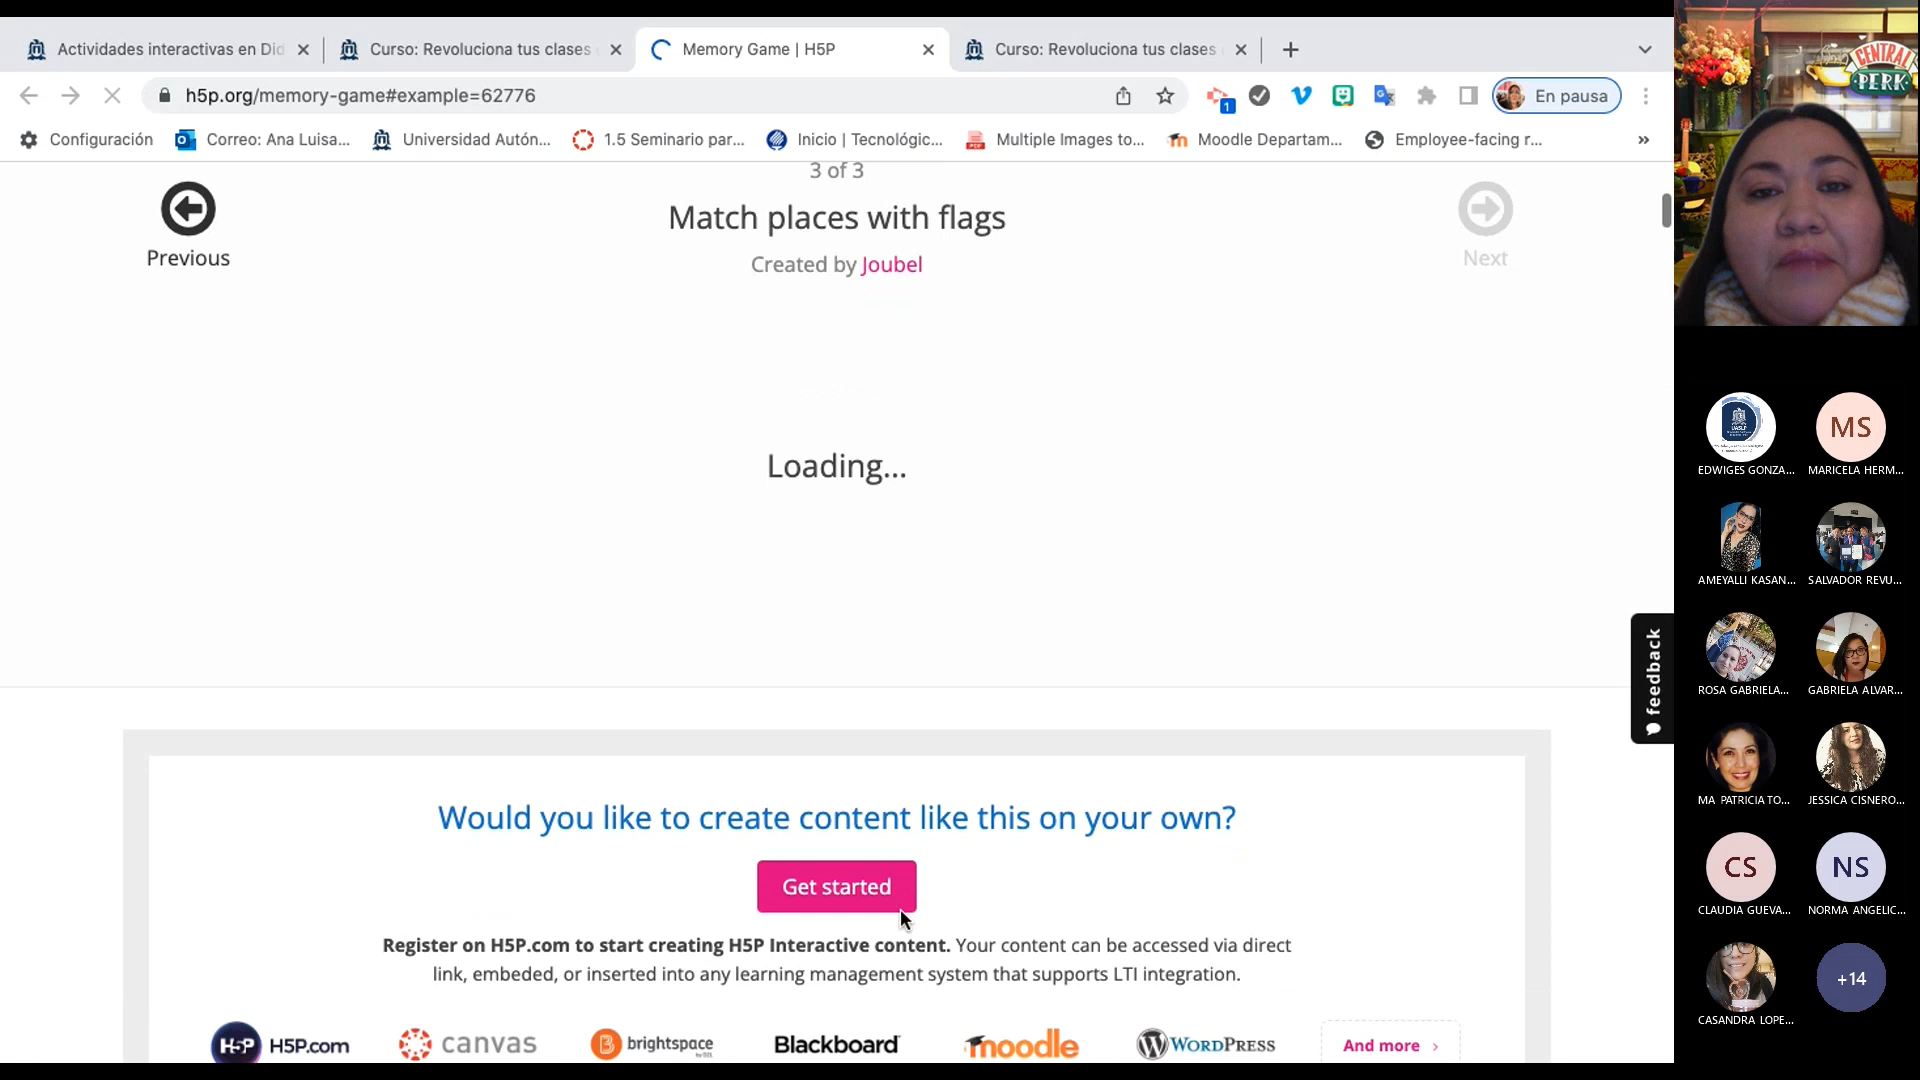 Actividades interactivas en Did
Curso: Revoluciona tus clases
Memory Game | H5P
Curso: Revoluciona tus clases
h5p.org/memory-game#example=62776
1
En pausa
Configuración
Correo: Ana Luisa...
Universidad Autón...
1.5 Seminario par...
Inicio | Tecnológic...
Multiple Images to...
Moodle Departam...
Employee-facing r...
»
3 of 3
Previous
Match places with flags
Next
Created by Joubel
Loading...
feedback
Would you like to create content like this on your own?
Get started
Register on H5P.com to start creating H5P Interactive content. Your content can be accessed via direct
link, embeded, or inserted into any learning management system that supports LTI integration.
H5P H5P.com
canvas
brightspace
Blackboard
moodle
WORDPRESS
And more ›
CENTRAL
PERK
UASLP
EDWIGES GONZA...
MS
MARICELA HERM...
AMEYALLI KASAN...
SALVADOR REVU...
ROSA GABRIELA...
GABRIELA ALVAR...
MA PATRICIA TO...
JESSICA CISNERO...
CS
CLAUDIA GUEVA...
NS
NORMA ANGELIC...
CASANDRA LOPE...
+14